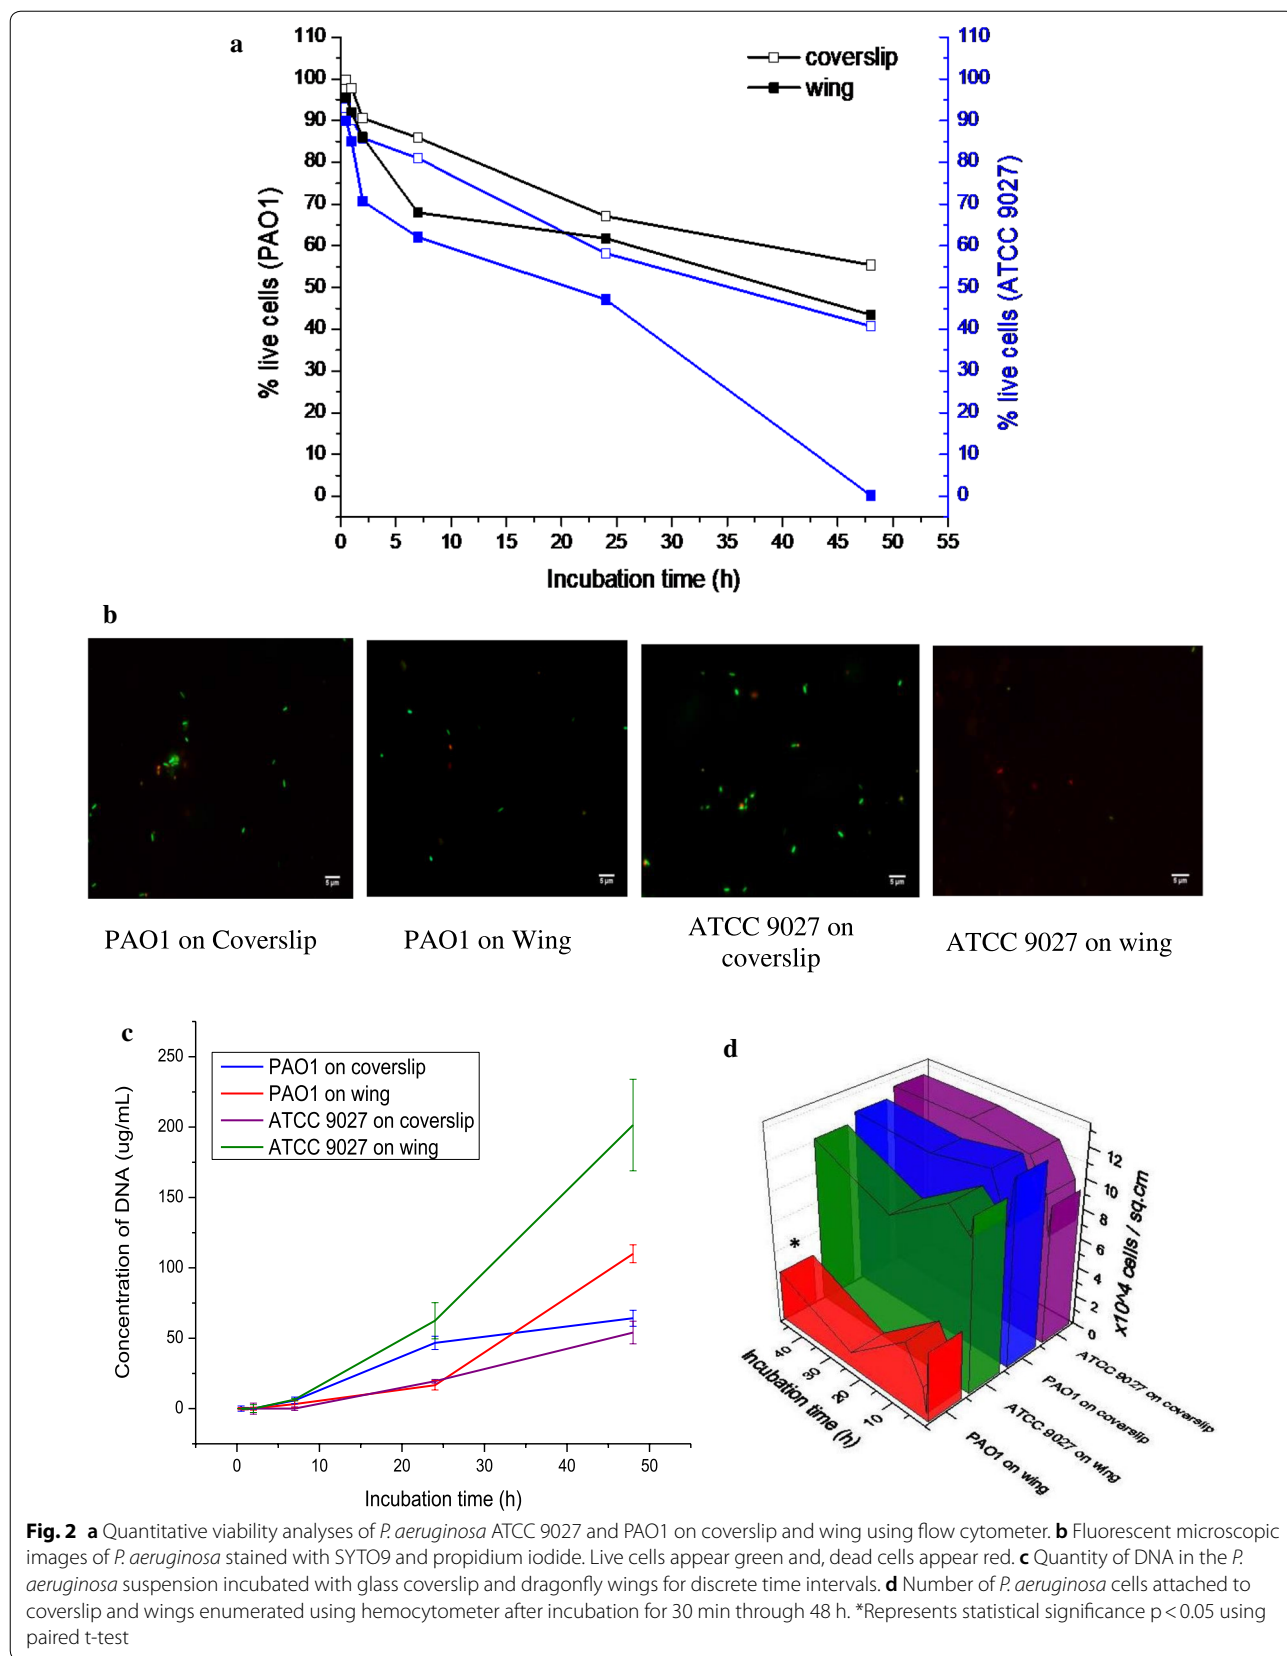 a
110
100
90
80
70
60
50
40
30
20
10
0
% live cells (PAO1)
coverslip
wing
110
100
90
80
70
60
50
40
30
20
10
0
% live cells (ATCC 9027)
0 5 10 15 20 25 30 35 40 45 50 55
Incubation time (h)
b
5 µm
5 µm
5 µm
5 µm
PAO1 on Coverslip
PAO1 on Wing
ATCC 9027 on
coverslip
ATCC 9027 on wing
c
250
200
150
100
50
0
Concentration of DNA (ug/mL)
PAO1 on coverslip
PAO1 on wing
ATCC 9027 on coverslip
ATCC 9027 on wing
0 10 20 30 40 50
Incubation time (h)
d
*
12
10
8
6
4
2
0
x10^4 cells / sq.cm
40
30
20
10
Incubation time (h)
ATCC 9027 on coverslip
PAO1 on coverslip
ATCC 9027 on wing
PAO1 on wing
Fig. 2 a Quantitative viability analyses of P. aeruginosa ATCC 9027 and PAO1 on coverslip and wing using flow cytometer. b Fluorescent microscopic
images of P. aeruginosa stained with SYTO9 and propidium iodide. Live cells appear green and, dead cells appear red. c Quantity of DNA in the P.
aeruginosa suspension incubated with glass coverslip and dragonfly wings for discrete time intervals. d Number of P. aeruginosa cells attached to
coverslip and wings enumerated using hemocytometer after incubation for 30 min through 48 h. *Represents statistical significance p < 0.05 using
paired t-test